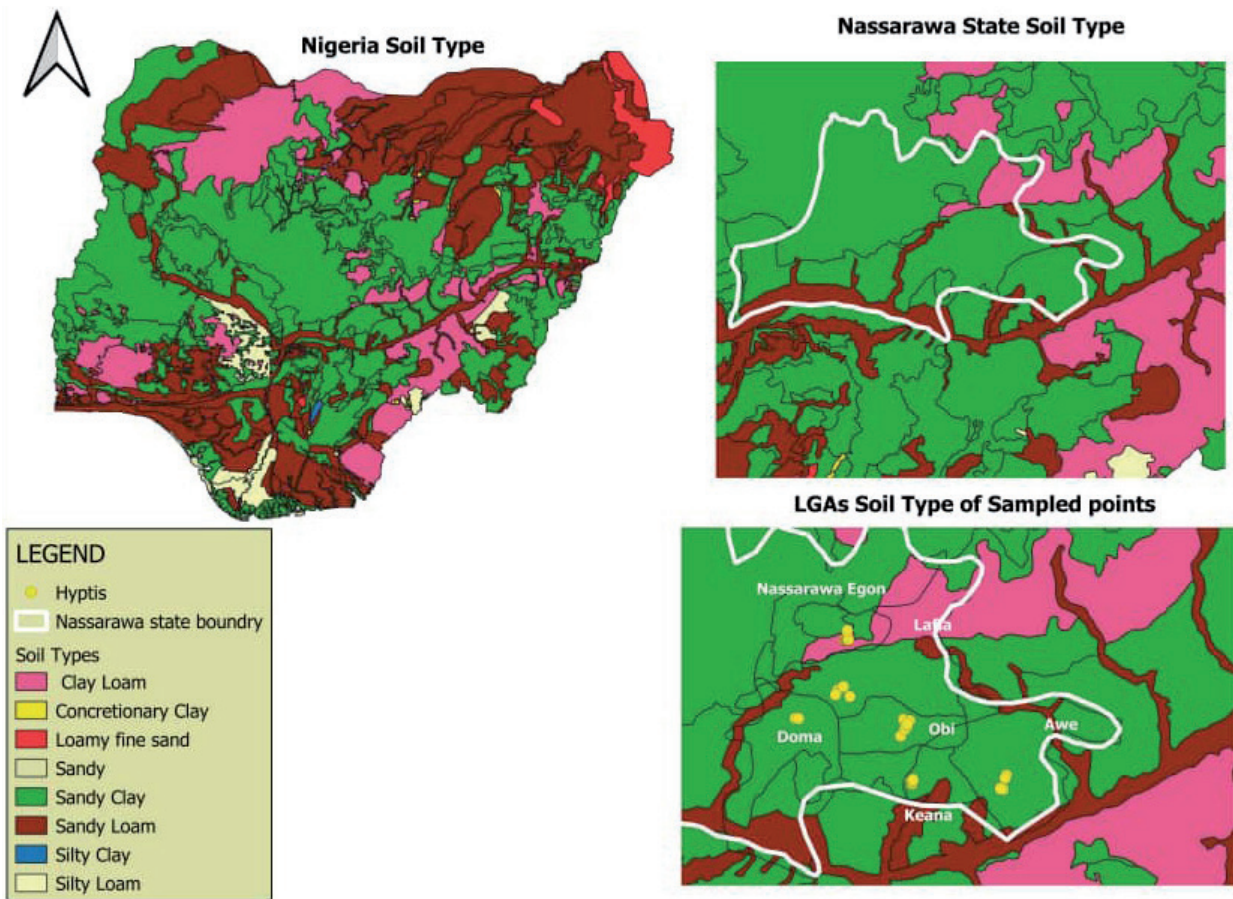 Nigeria Soil Type
Nassarawa State Soil Type
LGAs Soil Type of Sampled points
Nassarawa Egon
Lafia
Doma
Obi
Awe
Keana
LEGEND
Hyptis
Nassarawa state boundry
Soil Types
Clay Loam
Concretionary Clay
Loamy fine sand
Sandy
Sandy Clay
Sandy Loam
Silty Clay
Silty Loam